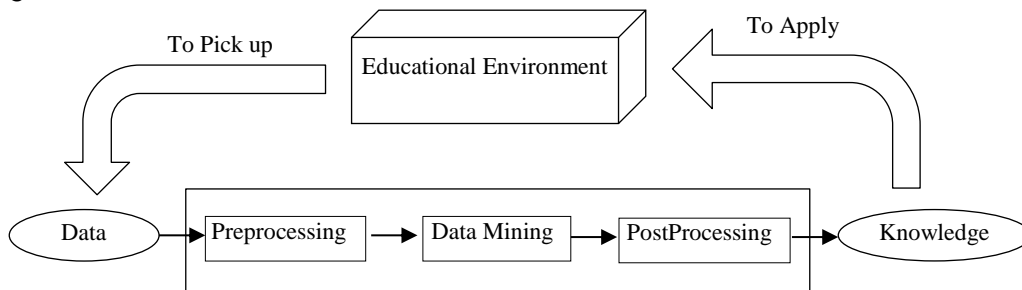 To Pick up
Educational Environment
To Apply
Data
Preprocessing
Data Mining
PostProcessing
Knowledge